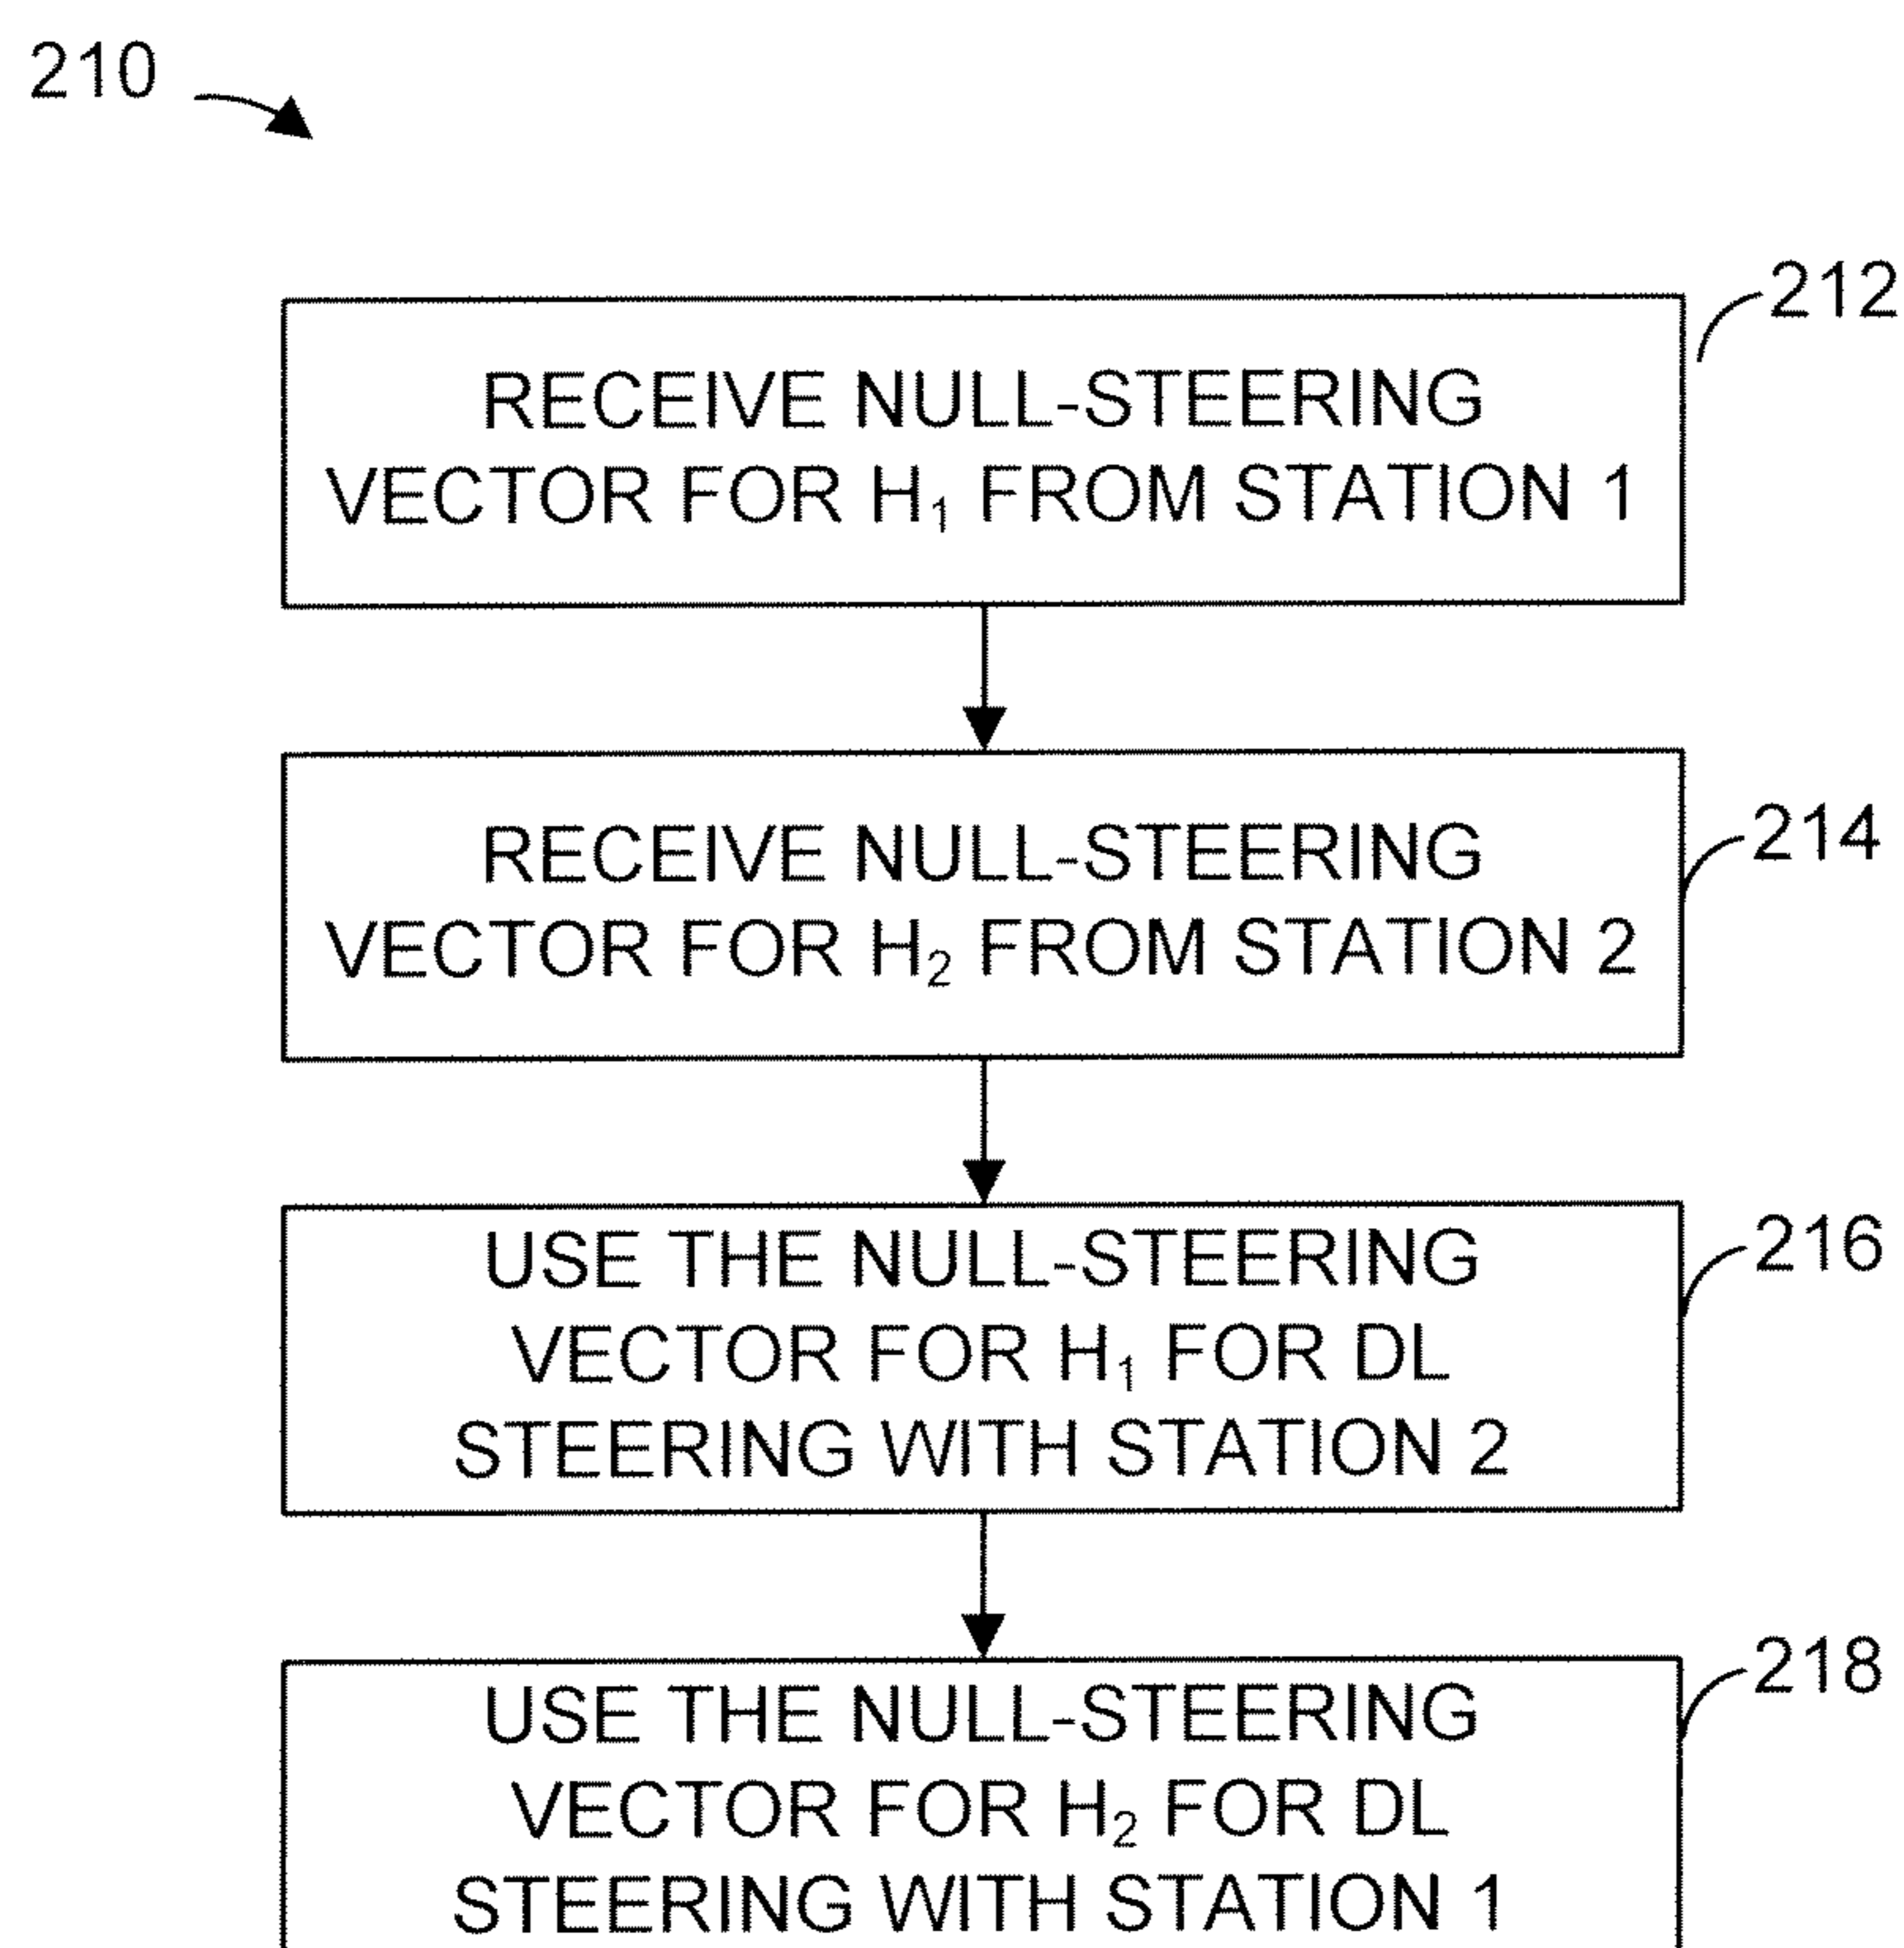 210
212
RECEIVE NULL-STEERING
VECTOR FOR H₁ FROM STATION 1
214
RECEIVE NULL-STEERING
VECTOR FOR H₂ FROM STATION 2
216
USE THE NULL-STEERING
VECTOR FOR H₁ FOR DL
STEERING WITH STATION 2
218
USE THE NULL-STEERING
VECTOR FOR H₂ FOR DL
STEERING WITH STATION 1